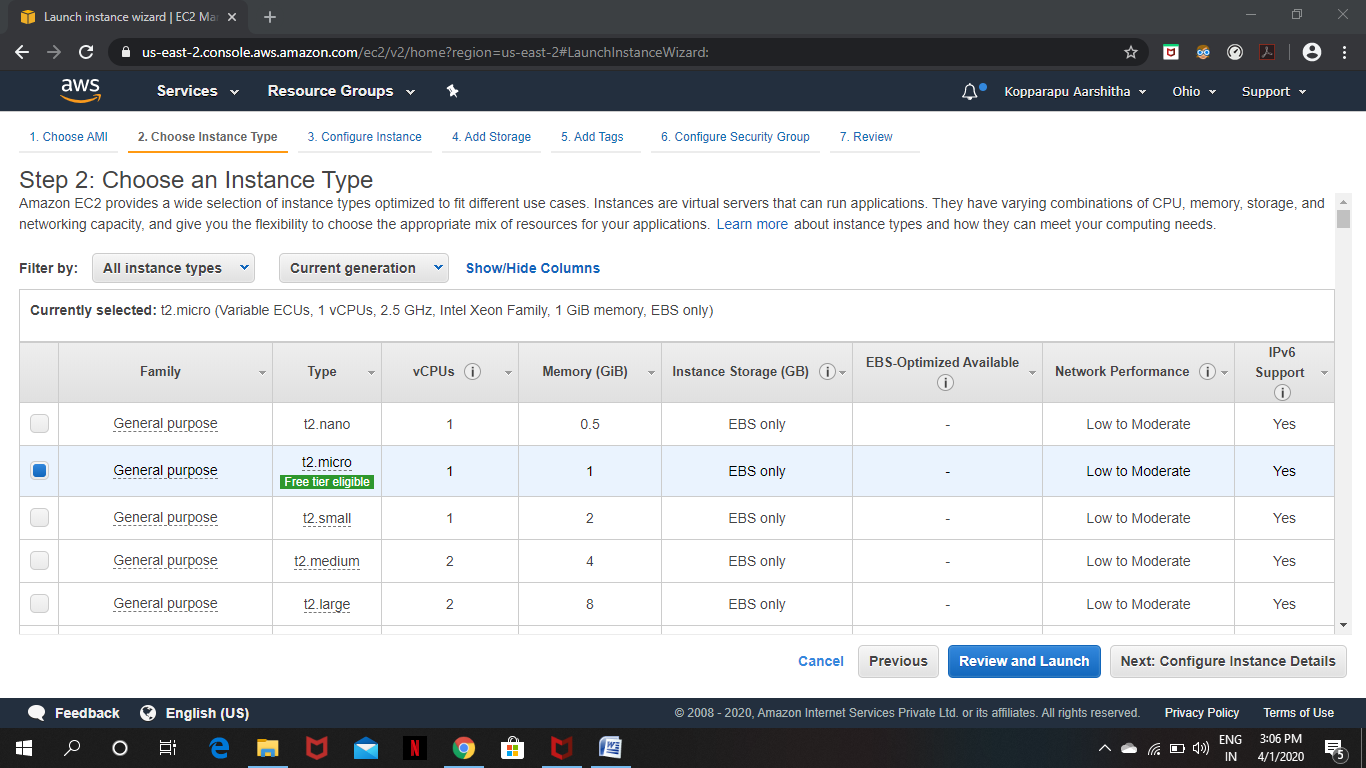 Launch instance wizard | EC2 Mar
us-east-2.console.aws.amazon.com/ec2/v2/home?region=us-east-2#LaunchInstanceWizard:
aws Services Resource Groups Kopparapu Aarshitha Ohio Support
1. Choose AMI 2. Choose Instance Type 3. Configure Instance 4. Add Storage 5. Add Tags 6. Configure Security Group 7. Review
Step 2: Choose an Instance Type
Amazon EC2 provides a wide selection of instance types optimized to fit different use cases. Instances are virtual servers that can run applications. They have varying combinations of CPU, memory, storage, and
networking capacity, and give you the flexibility to choose the appropriate mix of resources for your applications. Learn more about instance types and how they can meet your computing needs.
Filter by: All instance types Current generation Show/Hide Columns
Currently selected: t2.micro (Variable ECUs, 1 vCPUs, 2.5 GHz, Intel Xeon Family, 1 GiB memory, EBS only)
Family Type vCPUs Memory (GiB) Instance Storage (GB) EBS-Optimized Available Network Performance IPv6 Support
General purpose t2.nano 1 0.5 EBS only - Low to Moderate Yes
General purpose t2.micro 1 1 EBS only - Low to Moderate Yes
Free tier eligible
General purpose t2.small 1 2 EBS only - Low to Moderate Yes
General purpose t2.medium 2 4 EBS only - Low to Moderate Yes
General purpose t2.large 2 8 EBS only - Low to Moderate Yes
Cancel Previous Review and Launch Next: Configure Instance Details
Feedback English (US) © 2008 - 2020, Amazon Internet Services Private Ltd. or its affiliates. All rights reserved. Privacy Policy Terms of Use
ENG 3:06 PM
IN 4/1/2020 5